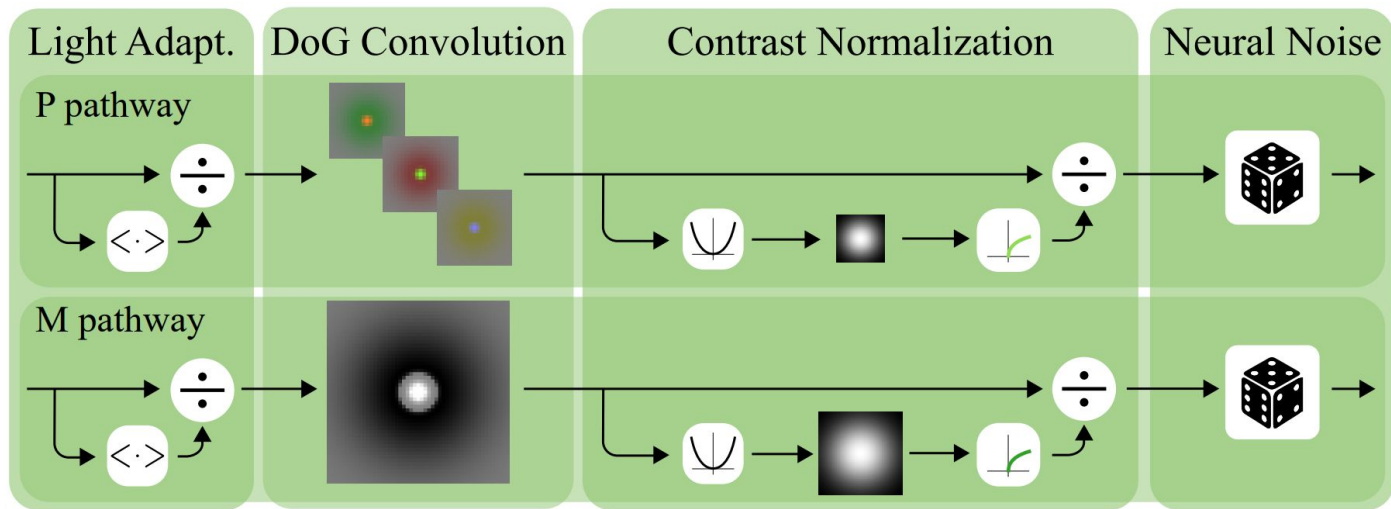 Light Adapt.
DoG Convolution
Contrast Normalization
Neural Noise
P pathway
<·>
M pathway
<·>